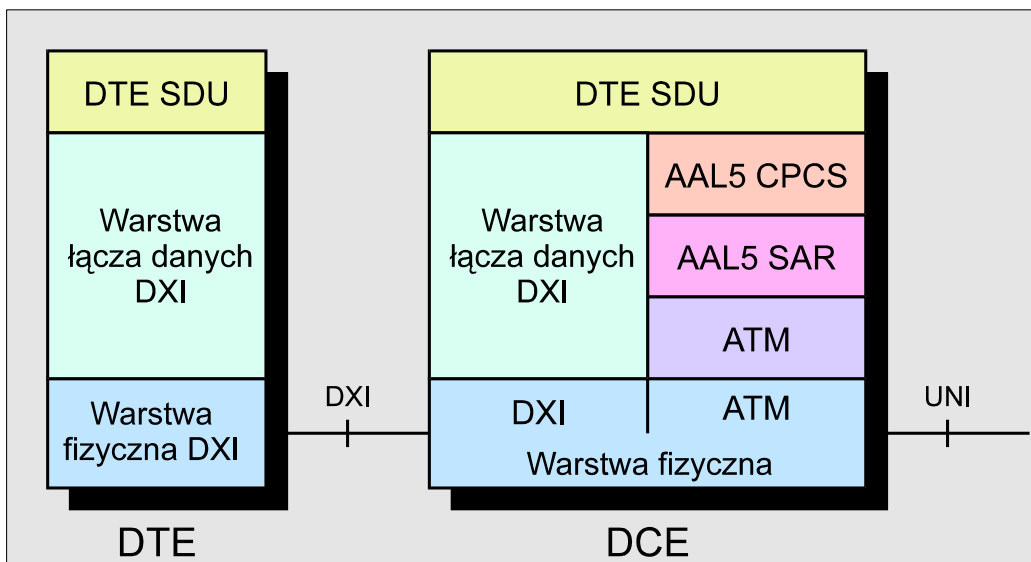 DTE SDU
Warstwa
łącza danych
DXI
Warstwa
fizyczna DXI
DTE
DXI
DTE SDU
Warstwa
łącza danych
DXI
AAL5 CPCS
AAL5 SAR
ATM
DXI
ATM
Warstwa fizyczna
DCE
UNI